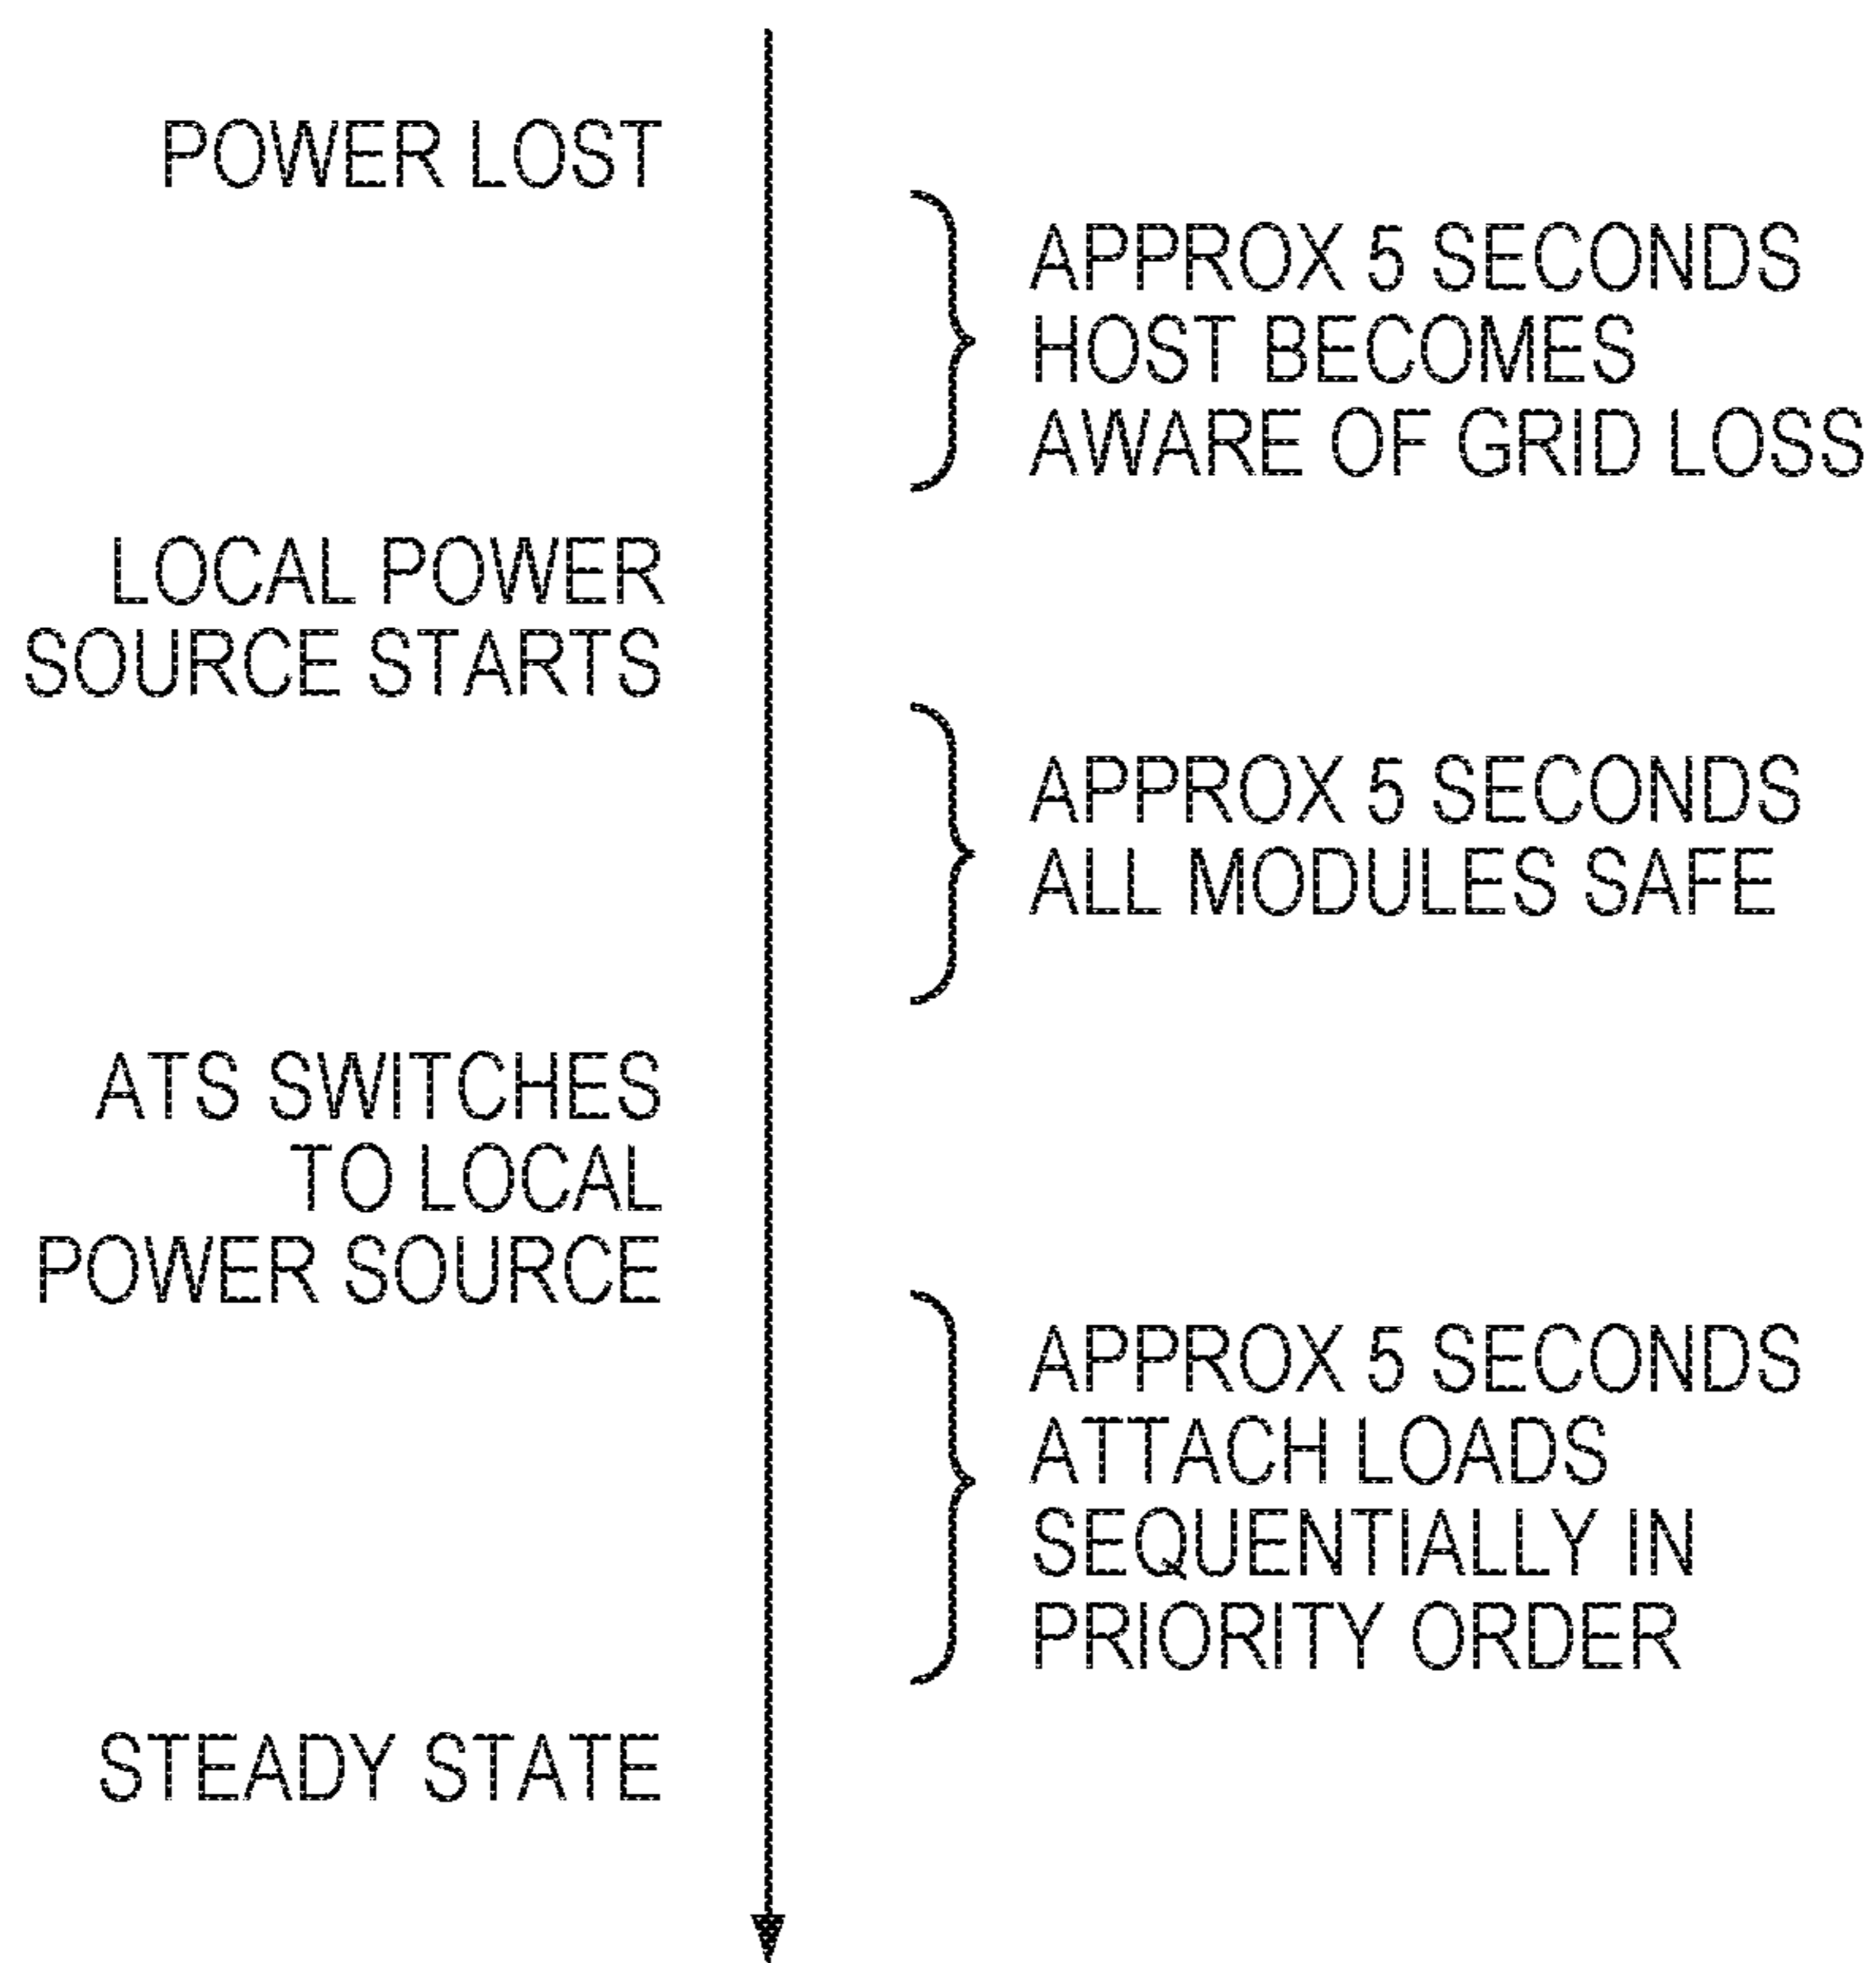 POWER LOST
APPROX 5 SECONDS
HOST BECOMES
AWARE OF GRID LOSS
LOCAL POWER
SOURCE STARTS
APPROX 5 SECONDS
ALL MODULES SAFE
ATS SWITCHES
TO LOCAL
POWER SOURCE
APPROX 5 SECONDS
ATTACH LOADS
SEQUENTIALLY IN
PRIORITY ORDER
STEADY STATE